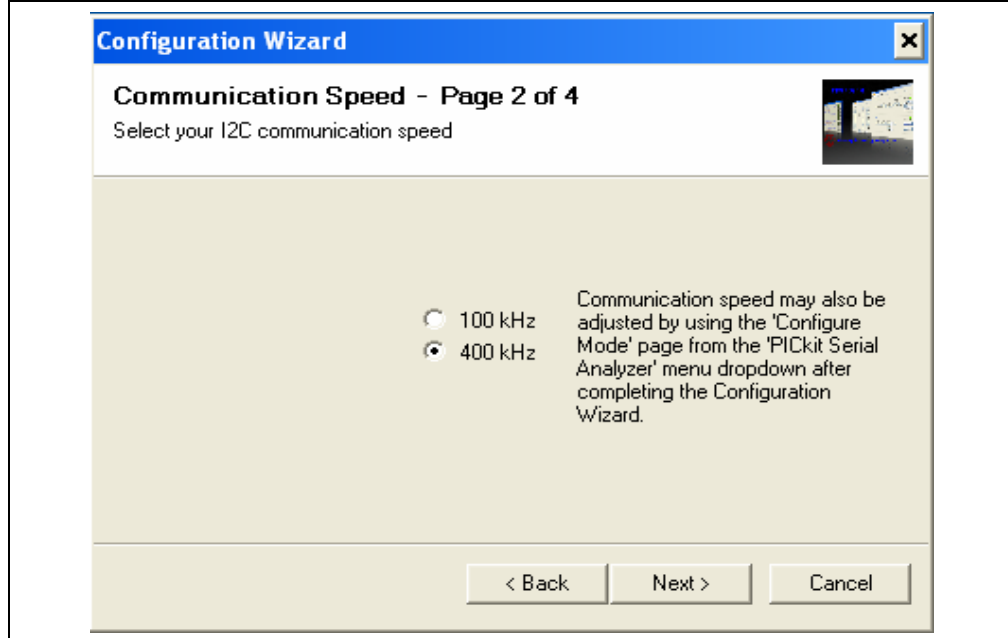 Configuration Wizard
Communication Speed - Page 2 of 4
Select your I2C communication speed
100 kHz
400 kHz
Communication speed may also be
adjusted by using the 'Configure
Mode' page from the 'PICkit Serial
Analyzer' menu dropdown after
completing the Configuration
Wizard.
< Back
Next >
Cancel